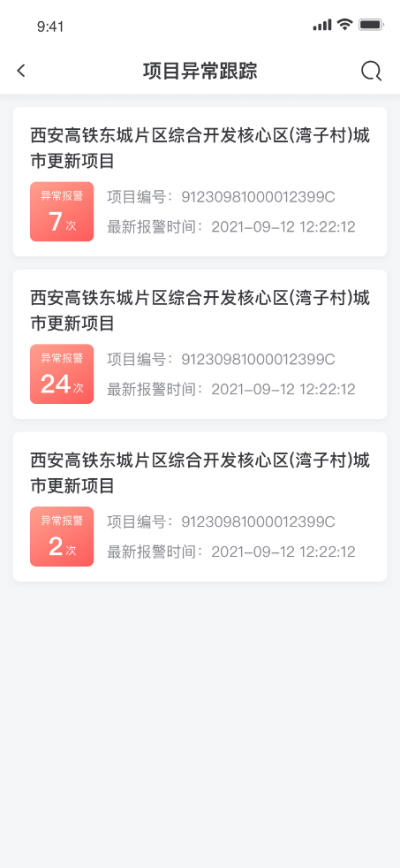 9:41
项目异常跟踪
西安高铁东城片区综合开发核心区(湾子村)城
市更新项目
异常报警
7次
项目编号：91230981000012399C
最新报警时间：2021-09-12 12:22:12
西安高铁东城片区综合开发核心区(湾子村)城
市更新项目
异常报警
24次
项目编号：91230981000012399C
最新报警时间：2021-09-12 12:22:12
西安高铁东城片区综合开发核心区(湾子村)城
市更新项目
异常报警
2次
项目编号：91230981000012399C
最新报警时间：2021-09-12 12:22:12